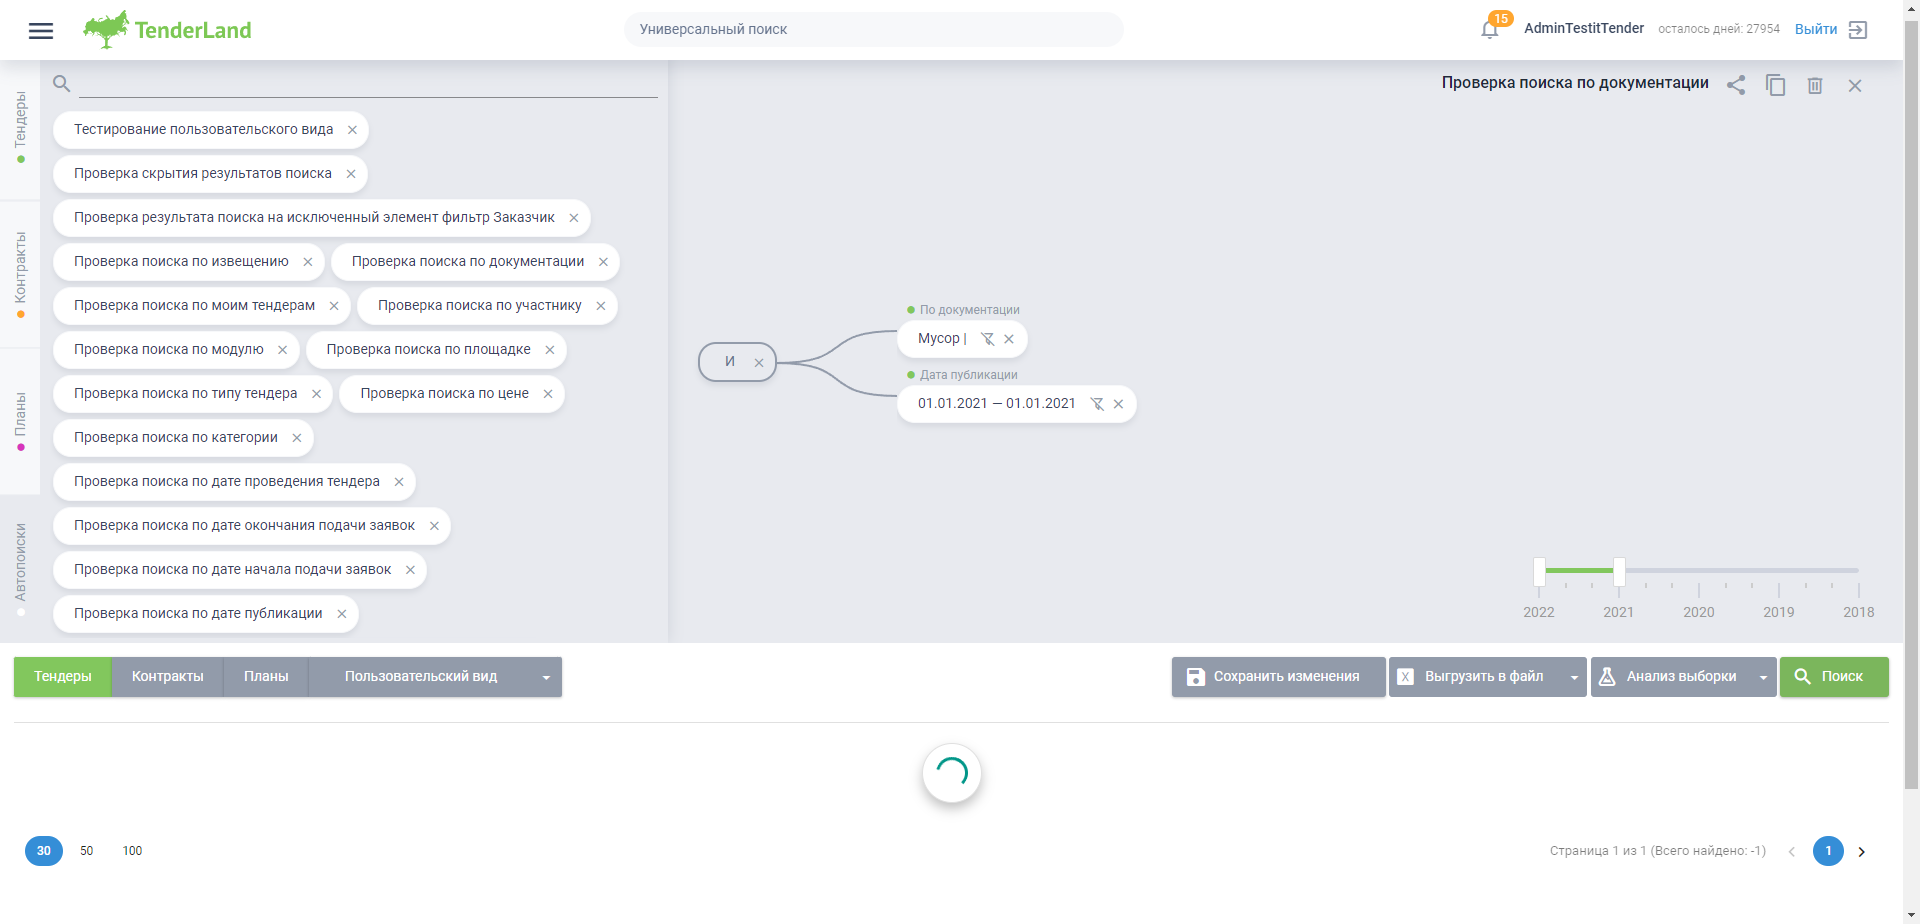 TenderLand
Универсальный поиск
15
AdminTestitTender
осталось дней: 27954
Выйти
Тендеры
Контракты
Планы
Автопоиски
Тестирование пользовательского вида
Проверка скрытия результатов поиска
Проверка результата поиска на исключенный элемент фильтр Заказчик
Проверка поиска по извещению
Проверка поиска по документации
Проверка поиска по моим тендерам
Проверка поиска по участнику
Проверка поиска по модулю
Проверка поиска по площадке
Проверка поиска по типу тендера
Проверка поиска по цене
Проверка поиска по категории
Проверка поиска по дате проведения тендера
Проверка поиска по дате окончания подачи заявок
Проверка поиска по дате начала подачи заявок
Проверка поиска по дате публикации
Проверка поиска по документации
И
По документации
Мусор |
Дата публикации
01.01.2021 — 01.01.2021
2022 2021 2020 2019 2018
Тендеры
Контракты
Планы
Пользовательский вид
Сохранить изменения
X Выгрузить в файл
Анализ выборки
Поиск
30 50 100
Страница 1 из 1 (Всего найдено: -1)
1